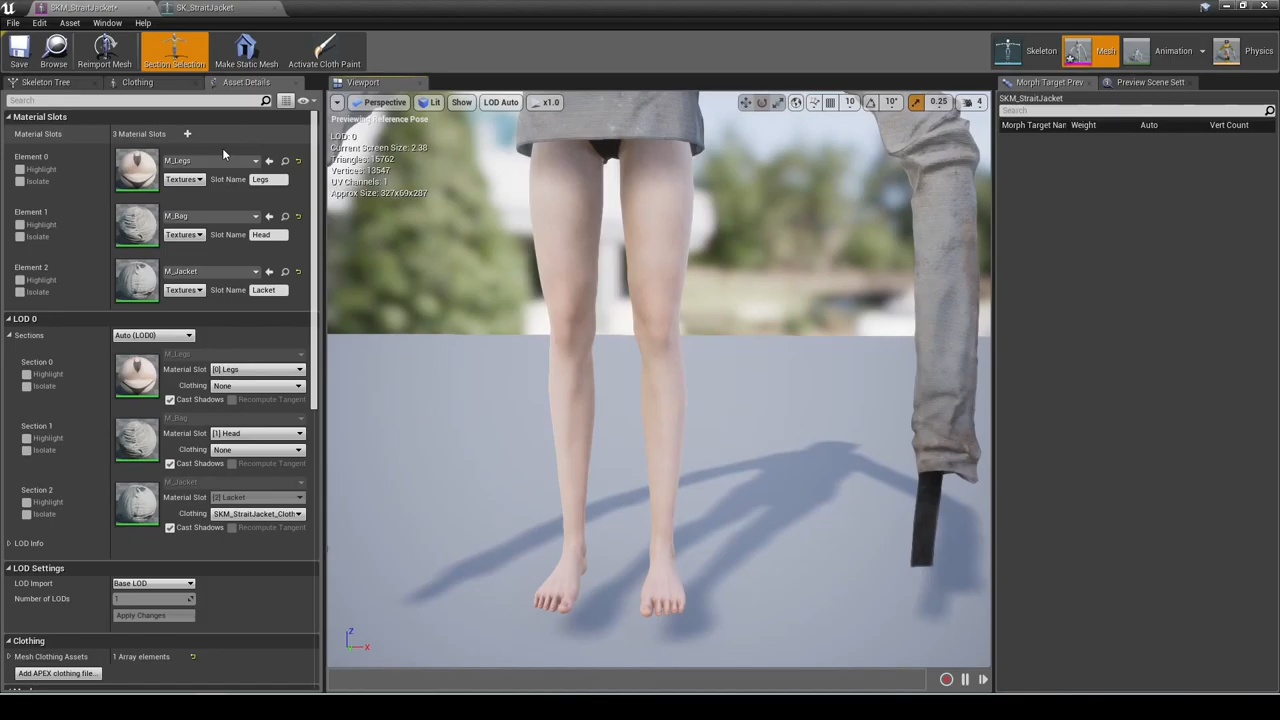 SKM_StraitJacket*
SK_StraitJacket
File Edit Asset Window Help
Save Browse Reimport Mesh Section Selection Make Static Mesh Activate Cloth Paint
Skeleton Mesh Animation Physics
Skeleton Tree Clothing Asset Details
Viewport
Morph Target Prev Preview Scene Sett
Search
Perspective Lit Show LOD Auto x1.0 10 10° 0.25 4
SKM_StraitJacket
Search
Morph Target Nan Weight Auto Vert Count
Previewing Reference Pose
LOD: 0
Current Screen Size: 2.38
Triangles: 15762
Vertices: 13547
UV Channels: 1
Approx Size: 327x69x287
Material Slots
Material Slots 3 Material Slots
Element 0
Highlight
Isolate
M_Legs
Textures Slot Name Legs
Element 1
Highlight
Isolate
M_Bag
Textures Slot Name Head
Element 2
Highlight
Isolate
M_Jacket
Textures Slot Name Lacket
LOD 0
Sections Auto (LOD0)
Section 0
Highlight
Isolate
M_Legs
Material Slot [0] Legs
Clothing None
Cast Shadows Recompute Tangent
Section 1
Highlight
Isolate
M_Bag
Material Slot [1] Head
Clothing None
Cast Shadows Recompute Tangent
Section 2
Highlight
Isolate
M_Jacket
Material Slot [2] Lacket
Clothing SKM_StraitJacket_Cloth
Cast Shadows Recompute Tangent
LOD Info
LOD Settings
LOD Import Base LOD
Number of LODs 1
Apply Changes
Clothing
Mesh Clothing Assets 1 Array elements
Add APEX clothing file...
Z
X